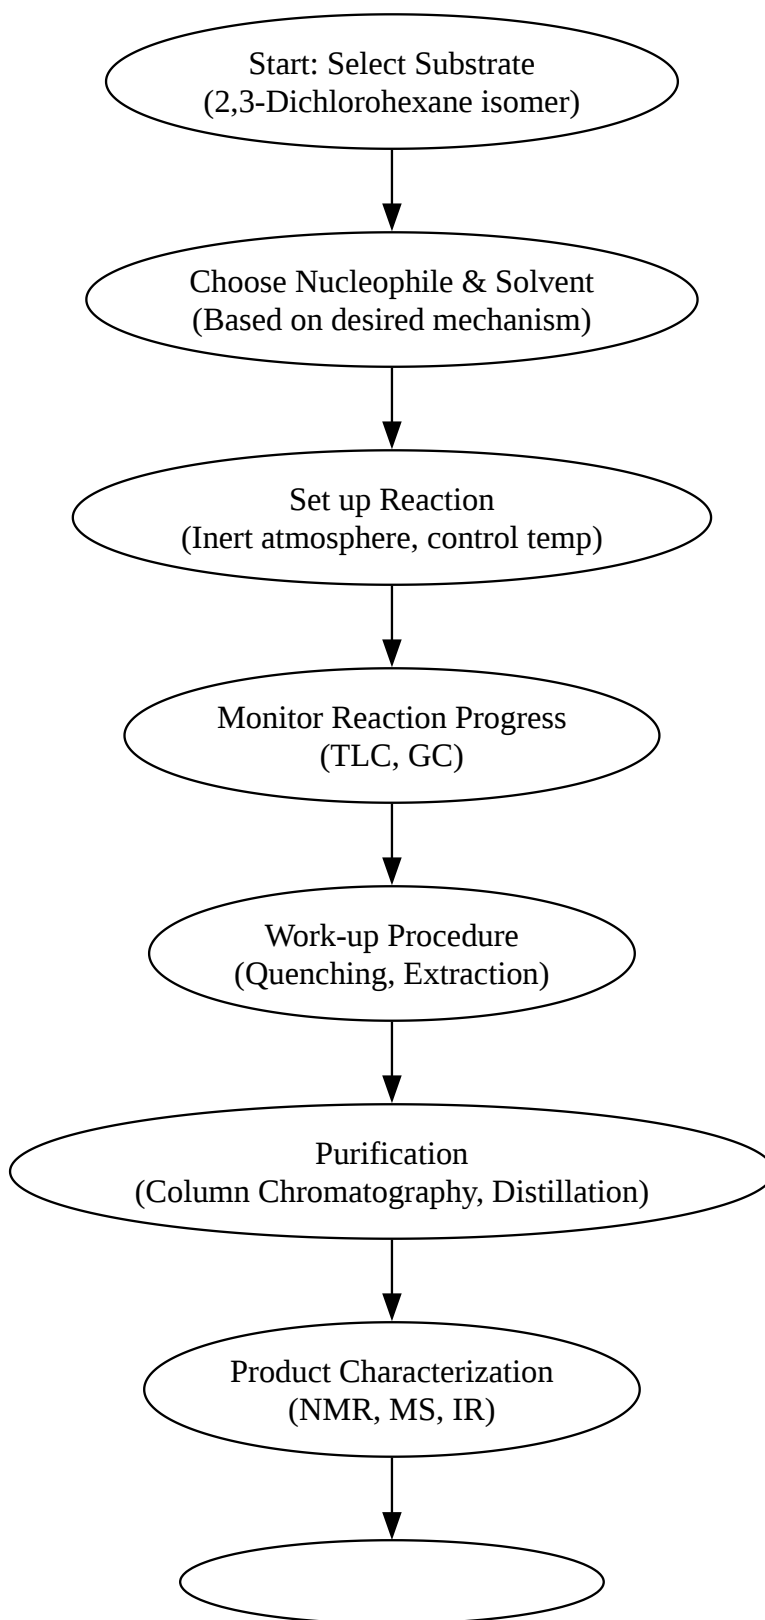 Start: Select Substrate
(2,3-Dichlorohexane isomer)
Choose Nucleophile & Solvent
(Based on desired mechanism)
Set up Reaction
(Inert atmosphere, control temp)
Monitor Reaction Progress
(TLC, GC)
Work-up Procedure
(Quenching, Extraction)
Purification
(Column Chromatography, Distillation)
Product Characterization
(NMR, MS, IR)